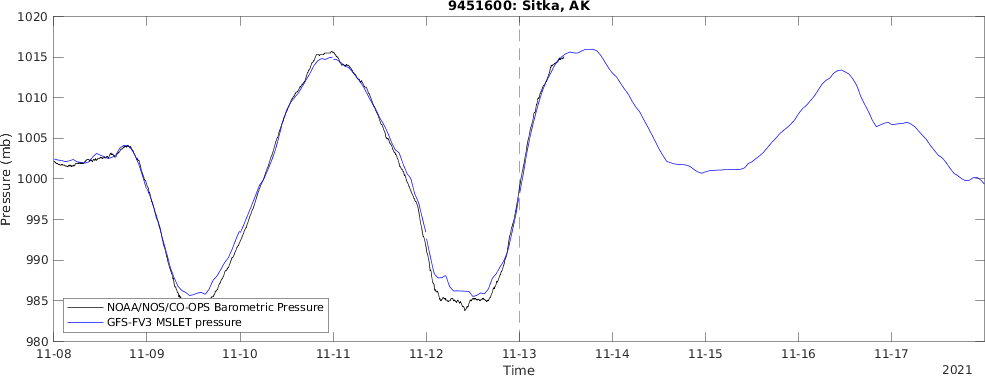 9451600: Sitka, AK
Pressure (mb)
1020
1015
1010
1005
1000
995
990
985
980
NOAA/NOS/CO-OPS Barometric Pressure
GFS-FV3 MSLET pressure
11-08 11-09 11-10 11-11 11-12 11-13 11-14 11-15 11-16 11-17
Time
2021